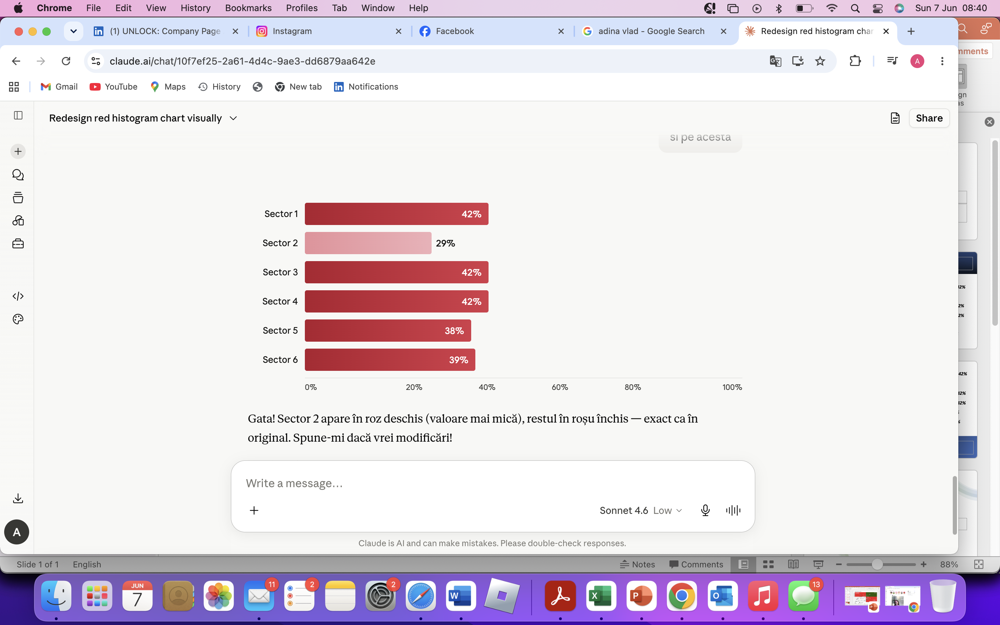 Chrome File Edit View History Bookmarks Profiles Tab Window Help Sun 7 Jun 08:40
(1) UNLOCK: Company Page Instagram Facebook adina vlad - Google Search Redesign red histogram char
claude.ai/chat/10f7ef25-2a61-4d4c-9ae3-dd6879aa642e A
Gmail YouTube Maps History New tab Notifications
Redesign red histogram chart visually Share
si pe acesta
Sector 1 42%
Sector 2 29%
Sector 3 42%
Sector 4 42%
Sector 5 38%
Sector 6 39%
0% 20% 40% 60% 80% 100%
Gata! Sector 2 apare în roz deschis (valoare mai mică), restul în roșu închis — exact ca în
original. Spune-mi dacă vrei modificări!
Write a message...
Sonnet 4.6 Low
A
Claude is AI and can make mistakes. Please double-check responses.
Slide 1 of 1 English Notes Comments 88%
11 2 2 13
JUN
7